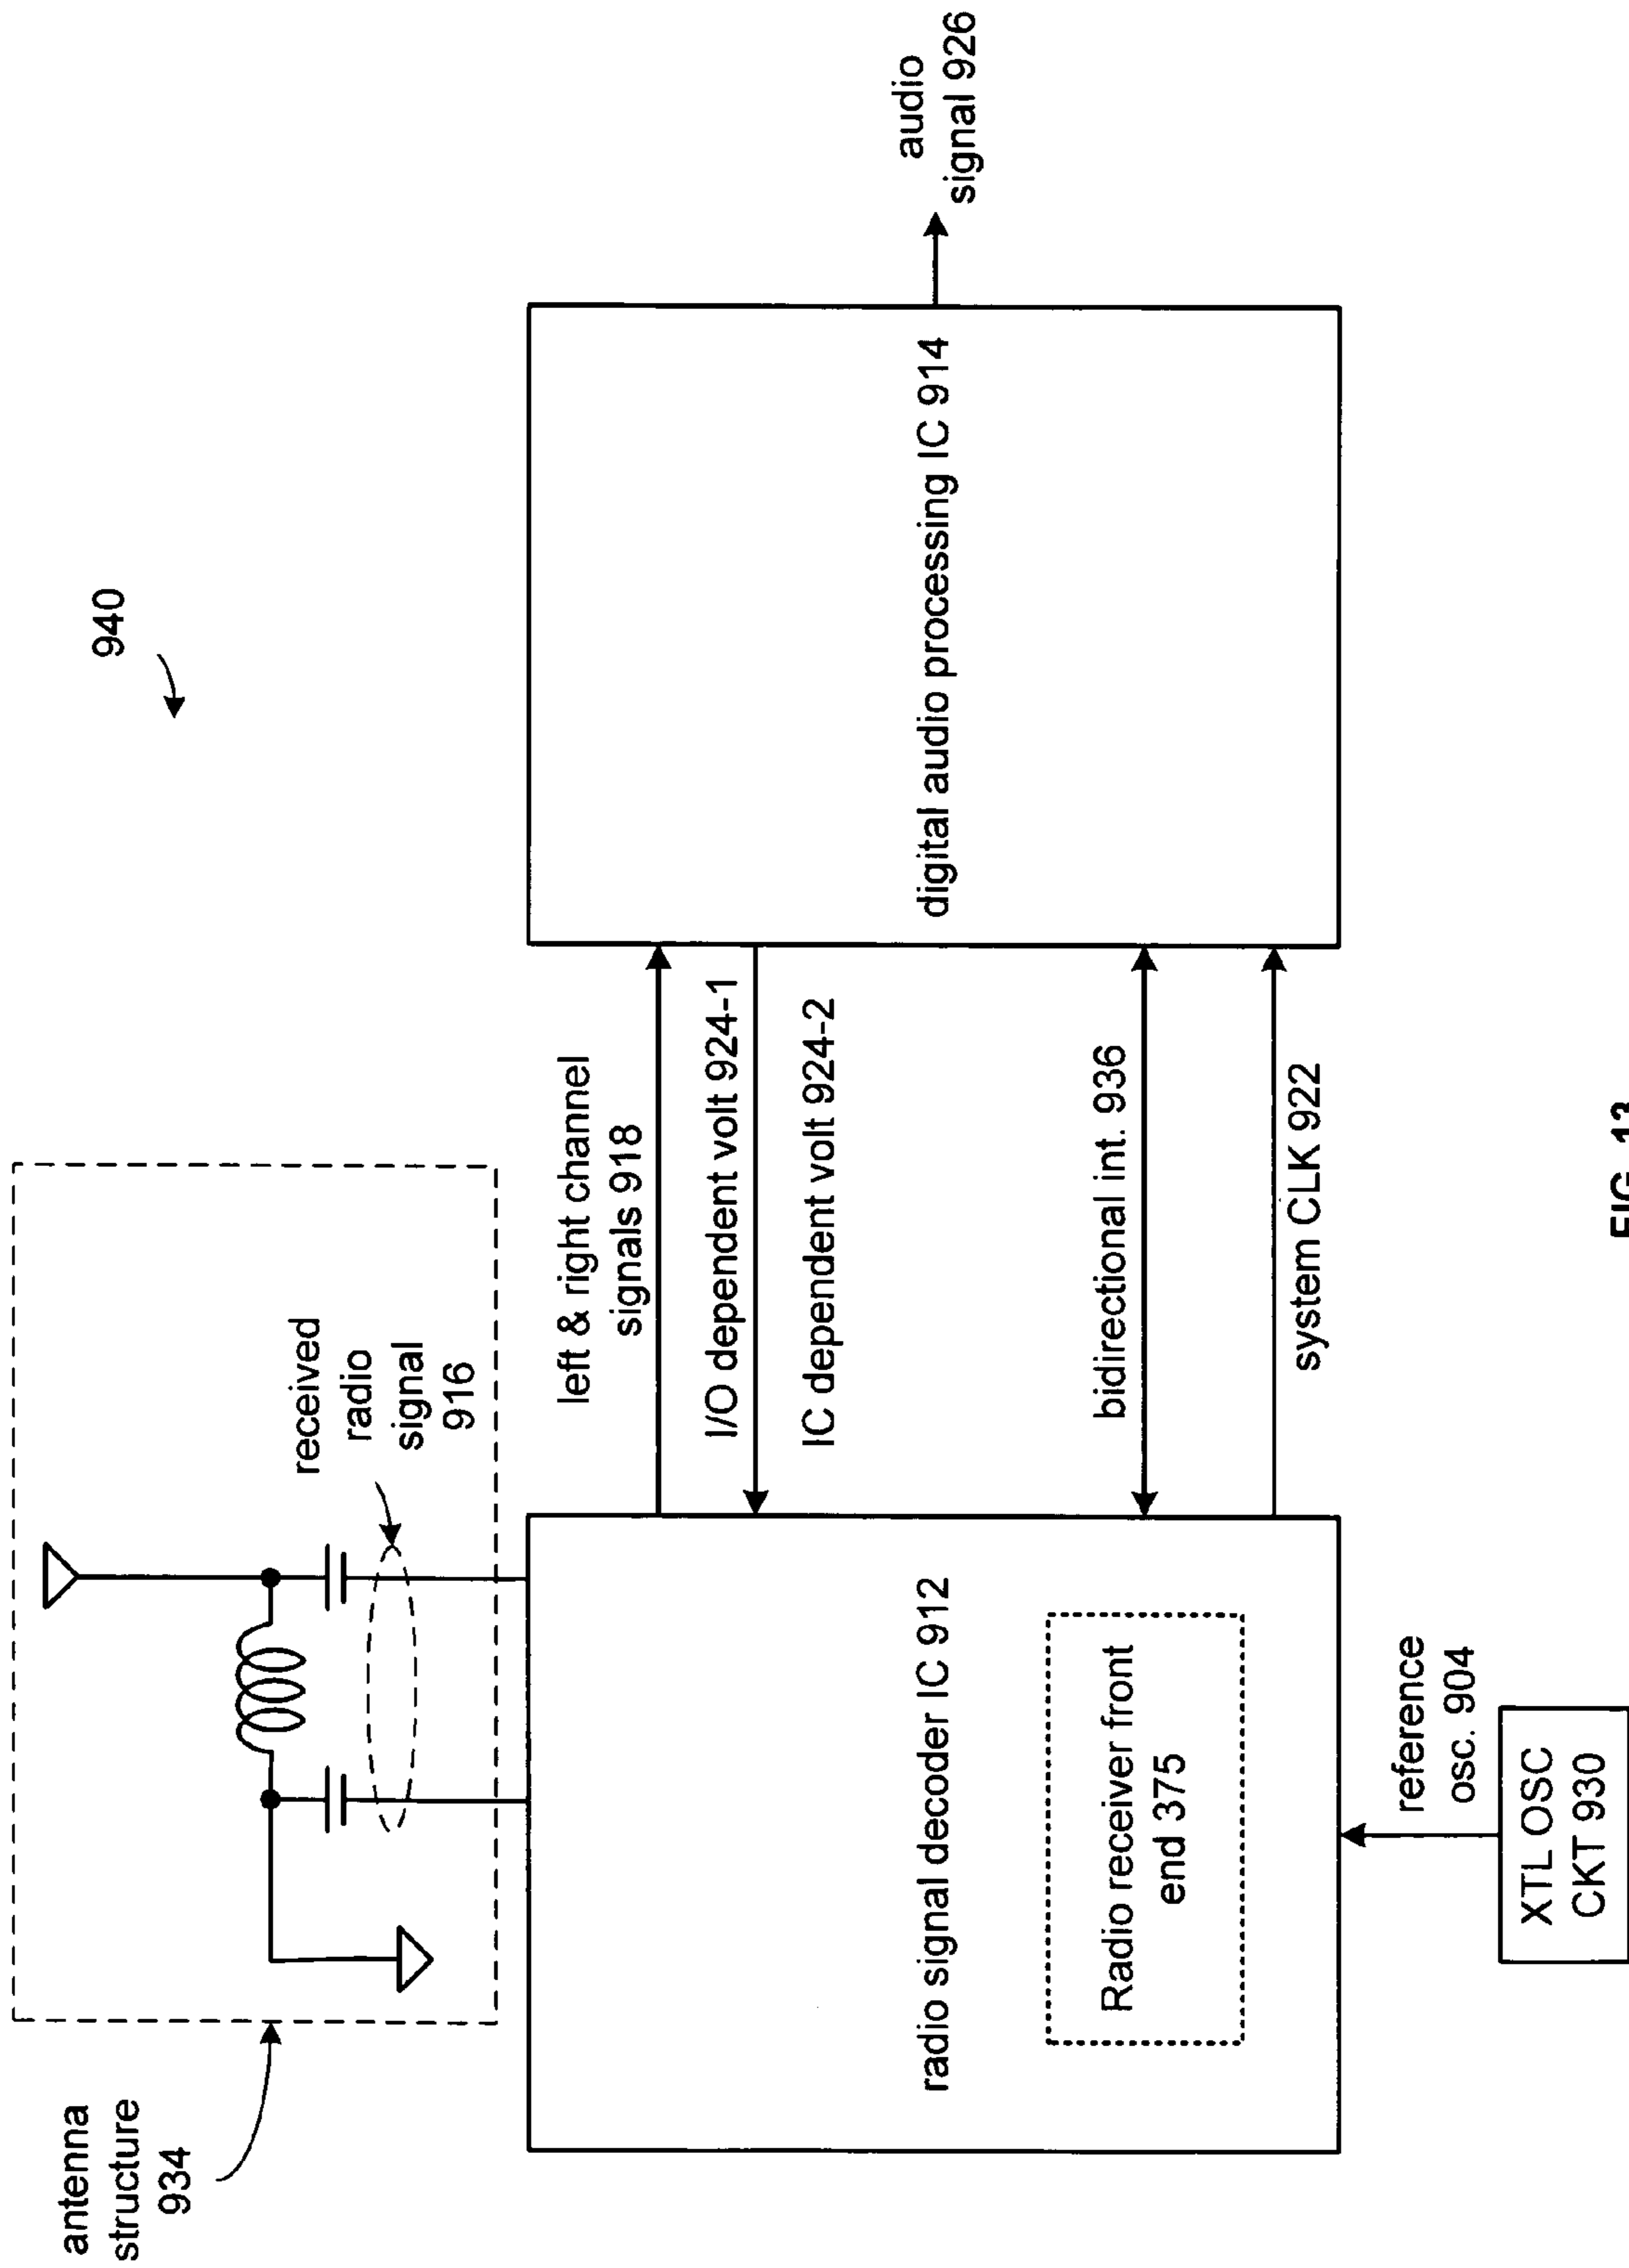 940
antenna
structure
934
received
radio
signal
916
left & right channel
signals 918
I/O dependent volt 924-1
IC dependent volt 924-2
bidirectional int. 936
system CLK 922
radio signal decoder IC 912
Radio receiver front
end 375
digital audio processing IC 914
audio
signal 926
reference
osc. 904
XTL OSC
CKT 930
FIG. 13